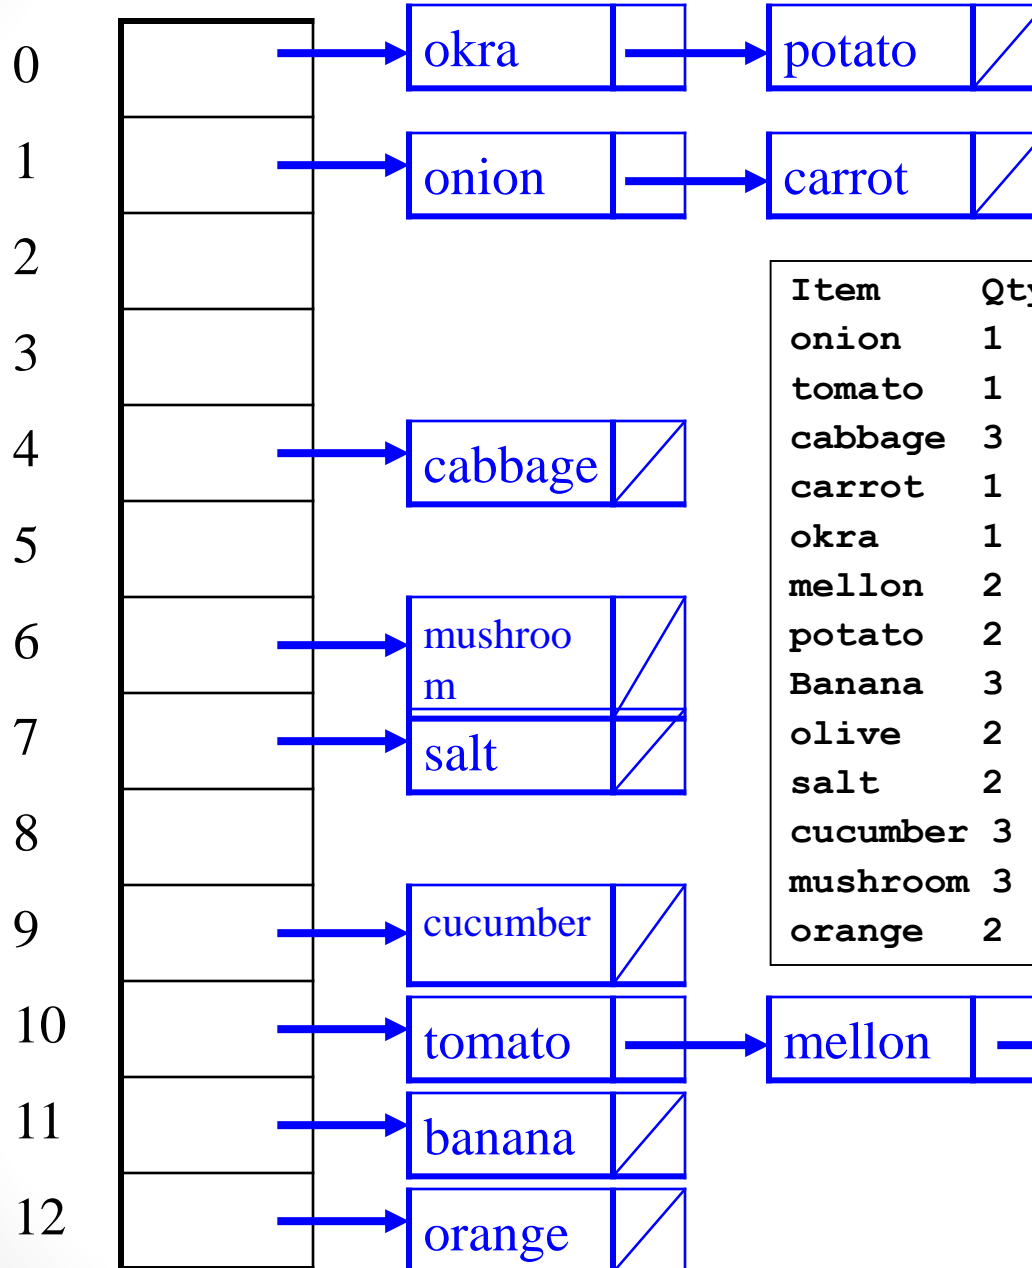 0 okra potato
1 onion carrot
2
Item Qty
3
onion 1
tomato 1
4 cabbage
cabbage 3
carrot 1
5
okra 1
mellon 2
6 mushroo
m
potato 2
Banana 3
7 salt
olive 2
salt 2
8
cucumber 3
mushroom 3
9 cucumber
orange 2
10 tomato mellon
11 banana
12 orange